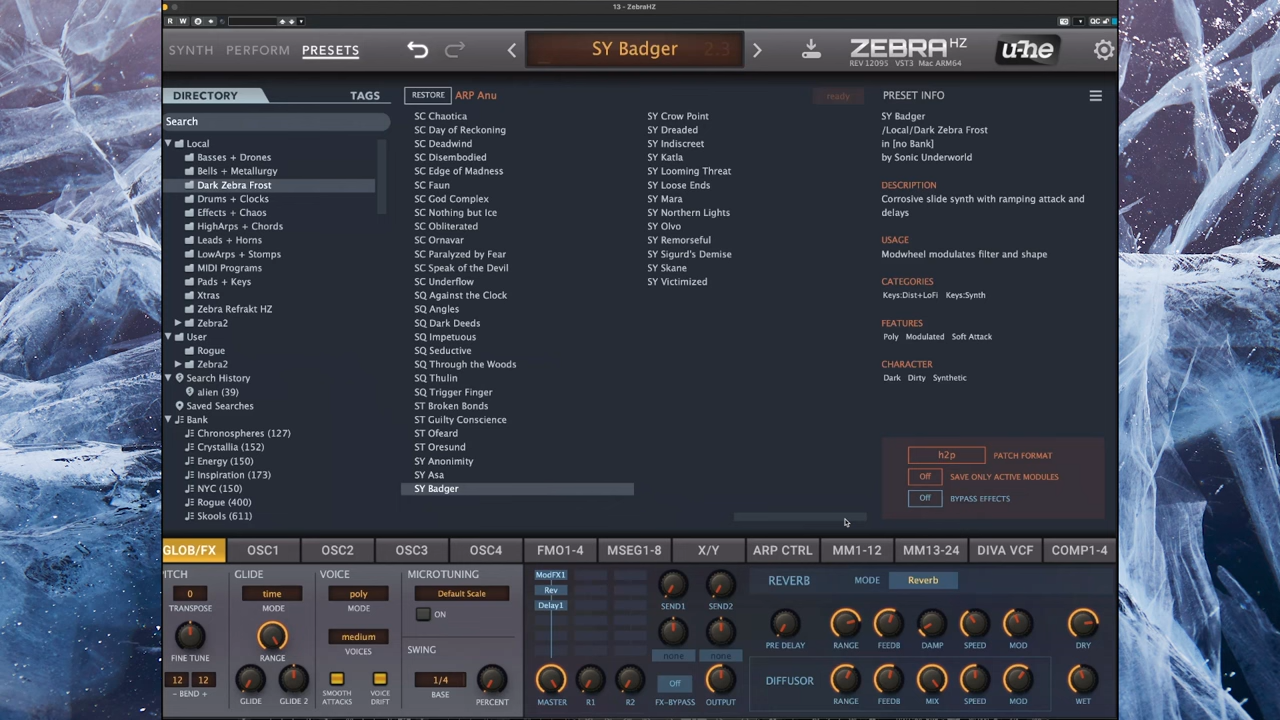 13 - ZebraHZ
R W
QC
SYNTH PERFORM PRESETS
SY Badger 2.3
ZEBRA HZ
REV 12095 VST3 Mac ARM64
u-he
DIRECTORY TAGS
Search
Local
Basses + Drones
Bells + Metallurgy
Dark Zebra Frost
Drums + Clocks
Effects + Chaos
HighArps + Chords
Leads + Horns
LowArps + Stomps
MIDI Programs
Pads + Keys
Xtras
Zebra Refrakt HZ
Zebra2
User
Rogue
Zebra2
Search History
alien (39)
Saved Searches
Bank
Chronospheres (127)
Crystallia (152)
Energy (150)
Inspiration (173)
NYC (150)
Rogue (400)
Skools (611)
RESTORE ARP Anu
ready
SC Chaotica
SC Day of Reckoning
SC Deadwind
SC Disembodied
SC Edge of Madness
SC Faun
SC God Complex
SC Nothing but Ice
SC Obliterated
SC Ornavar
SC Paralyzed by Fear
SC Speak of the Devil
SC Underflow
SQ Against the Clock
SQ Angles
SQ Dark Deeds
SQ Impetuous
SQ Seductive
SQ Through the Woods
SQ Thulin
SQ Trigger Finger
ST Broken Bonds
ST Guilty Conscience
ST Ofeard
ST Oresund
SY Anonimity
SY Asa
SY Badger
SY Crow Point
SY Dreaded
SY Indiscreet
SY Katla
SY Looming Threat
SY Loose Ends
SY Mara
SY Northern Lights
SY Olvo
SY Remorseful
SY Sigurd's Demise
SY Skane
SY Victimized
PRESET INFO
SY Badger
/Local/Dark Zebra Frost
in [no Bank]
by Sonic Underworld
DESCRIPTION
Corrosive slide synth with ramping attack and
delays
USAGE
Modwheel modulates filter and shape
CATEGORIES
Keys:Dist+LoFi Keys:Synth
FEATURES
Poly Modulated Soft Attack
CHARACTER
Dark Dirty Synthetic
h2p PATCH FORMAT
Off SAVE ONLY ACTIVE MODULES
Off BYPASS EFFECTS
GLOB/FX OSC1 OSC2 OSC3 OSC4 FMO1-4 MSEG1-8 X/Y ARP CTRL MM1-12 MM13-24 DIVA VCF COMP1-4
PITCH
0
TRANSPOSE
FINE TUNE
12 12
- BEND +
GLIDE
time
MODE
RANGE
GLIDE GLIDE 2
VOICE
poly
MODE
medium
VOICES
SMOOTH ATTACKS
VOICE DRIFT
MICROTUNING
Default Scale
ON
SWING
1/4
BASE
PERCENT
ModFX1
Rev
Delay1
MASTER R1 R2
SEND1 SEND2
none none
Off
FX-BYPASS OUTPUT
REVERB MODE Reverb
PRE DELAY RANGE FEEDB DAMP SPEED MOD DRY
DIFFUSOR RANGE FEEDB MIX SPEED MOD WET